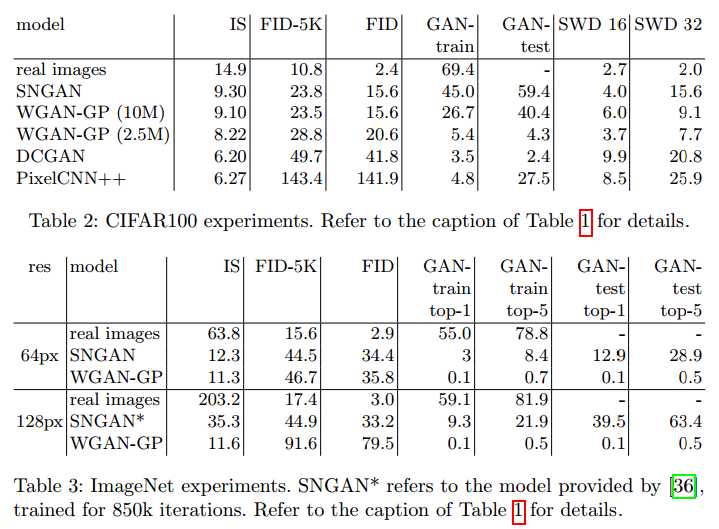 model IS FID-5K FID GAN- GAN- SWD 16 SWD 32
train test
real images 14.9 10.8 2.4 69.4 - 2.7 2.0
SNGAN 9.30 23.8 15.6 45.0 59.4 4.0 15.6
WGAN-GP (10M) 9.10 23.5 15.6 26.7 40.4 6.0 9.1
WGAN-GP (2.5M) 8.22 28.8 20.6 5.4 4.3 3.7 7.7
DCGAN 6.20 49.7 41.8 3.5 2.4 9.9 20.8
PixelCNN++ 6.27 143.4 141.9 4.8 27.5 8.5 25.9
Table 2: CIFAR100 experiments. Refer to the caption of Table 1 for details.
res model IS FID-5K FID GAN- GAN- GAN- GAN-
train train test test
top-1 top-5 top-1 top-5
real images 63.8 15.6 2.9 55.0 78.8 - -
64px SNGAN 12.3 44.5 34.4 3 8.4 12.9 28.9
WGAN-GP 11.3 46.7 35.8 0.1 0.7 0.1 0.5
real images 203.2 17.4 3.0 59.1 81.9 - -
128px SNGAN* 35.3 44.9 33.2 9.3 21.9 39.5 63.4
WGAN-GP 11.6 91.6 79.5 0.1 0.5 0.1 0.5
Table 3: ImageNet experiments. SNGAN* refers to the model provided by [36],
trained for 850k iterations. Refer to the caption of Table 1 for details.